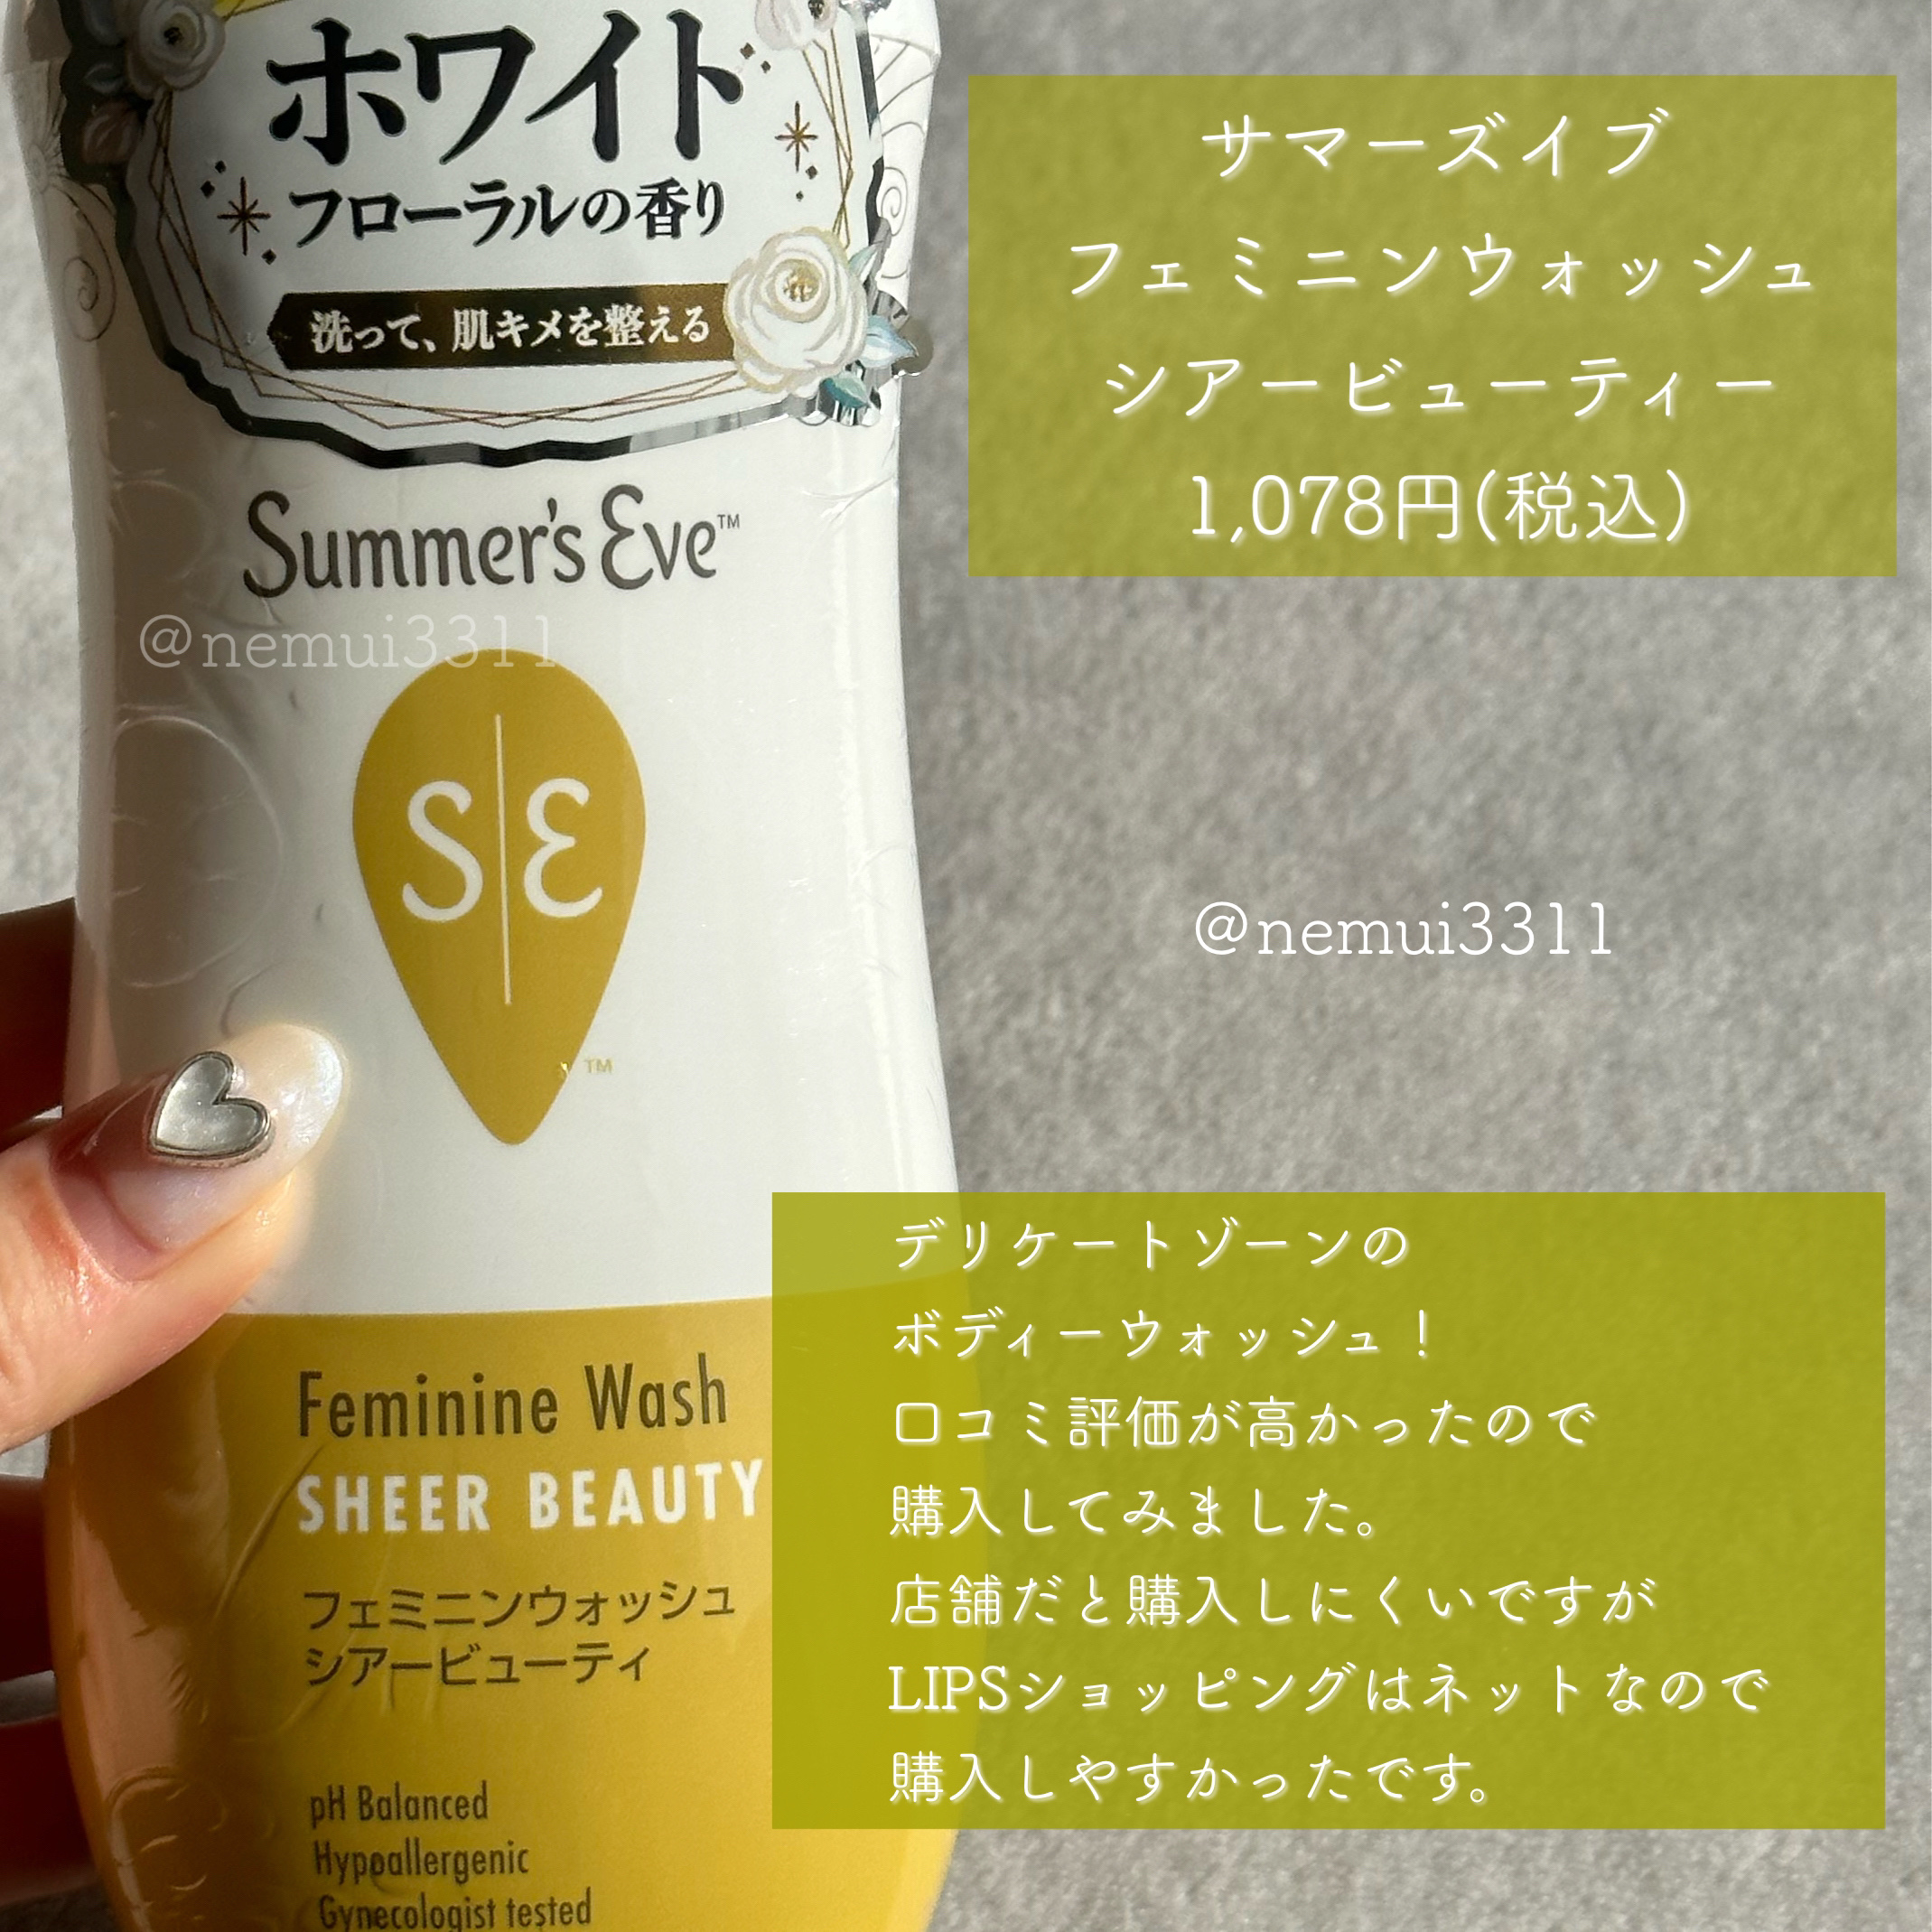 ホワイト
フローラルの香り
洗って、肌キメを整える
Summer's Eve™
@nemui3311
S|E
™
Feminine Wash
SHEER BEAUTY
フェミニンウォッシュ
シアービューティ
pH Balanced
Hypoallergenic
Gynecologist tested
サマーズイブ
フェミニンウォッシュ
シアービューティー
1,078円(税込)
@nemui3311
デリケートゾーンの
ボディーウォッシュ！
口コミ評価が高かったので
購入してみました。
店舗だと購入しにくいですが
LIPSショッピングはネットなので
購入しやすかったです。